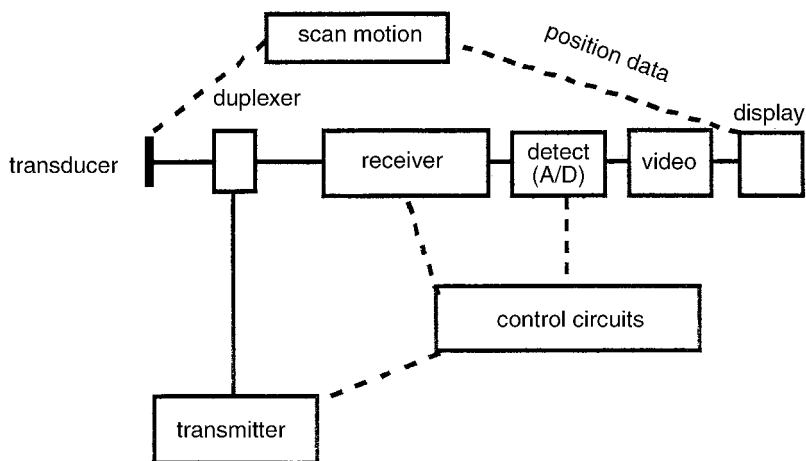 scan motion
position data
duplexer
display
transducer
receiver
detect
(A/D)
video
control circuits
transmitter